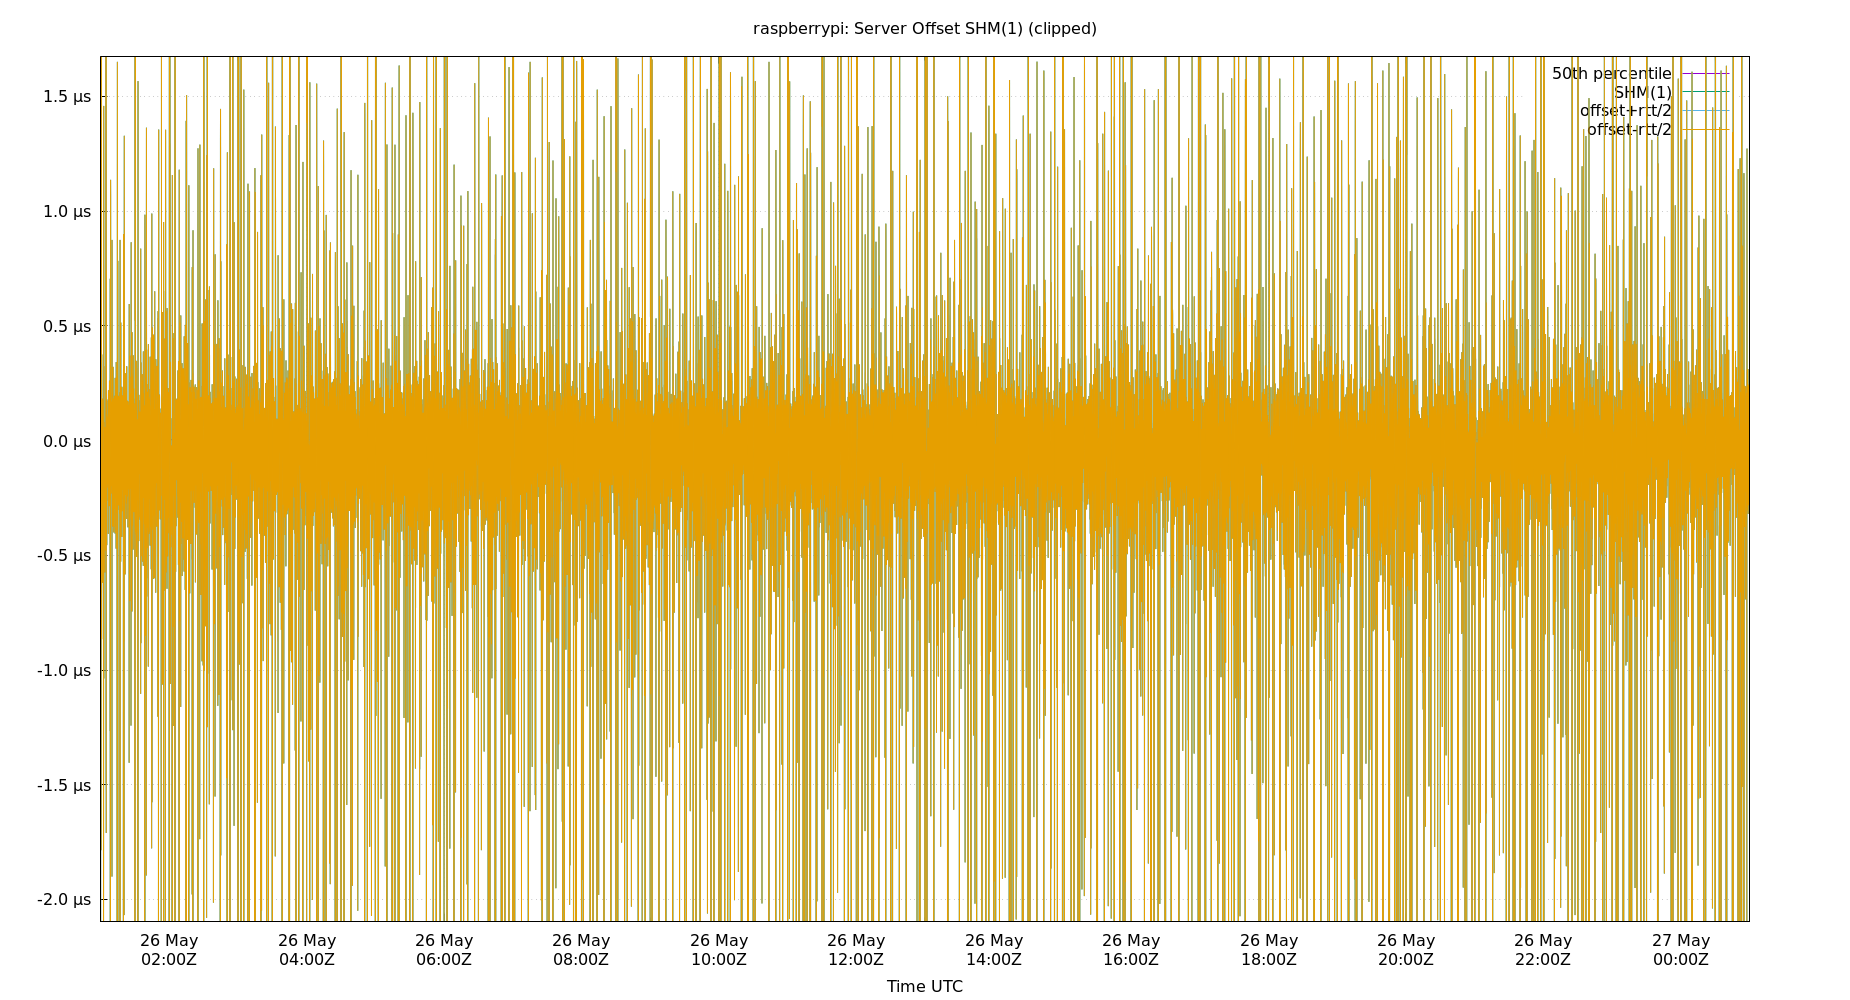 raspberrypi: Server Offset SHM(1) (clipped)
50th percentile
SHM(1)
offset+rtt/2
offset-rtt/2
1.5 µs
1.0 µs
0.5 µs
0.0 µs
-0.5 µs
-1.0 µs
-1.5 µs
-2.0 µs
26 May 26 May 26 May 26 May 26 May 26 May 26 May 26 May 26 May 26 May 26 May 27 May
02:00Z 04:00Z 06:00Z 08:00Z 10:00Z 12:00Z 14:00Z 16:00Z 18:00Z 20:00Z 22:00Z 00:00Z
Time UTC